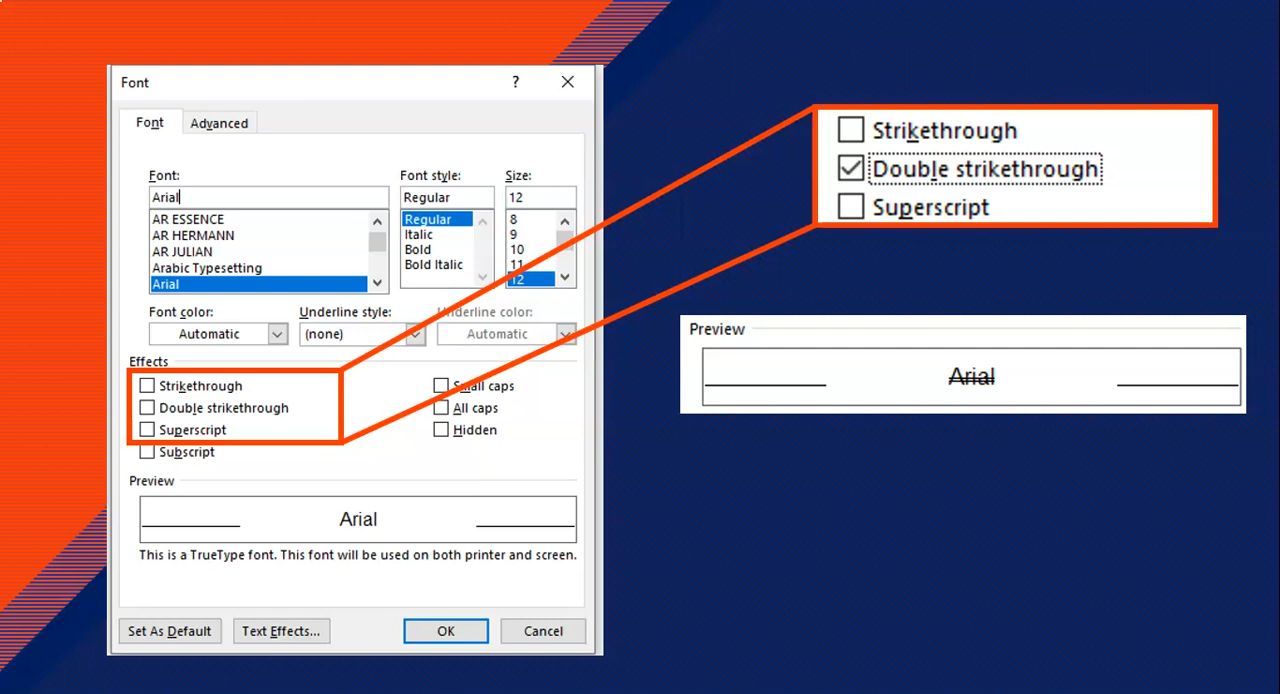 Font
?
Font Advanced
Font: Font style: Size:
Arial Regular 12
AR ESSENCE Regular 8
AR HERMANN Italic 9
AR JULIAN Bold 10
Arabic Typesetting Bold Italic 11
Arial 12
Font color: Underline style: Underline color:
Automatic (none) Automatic
Effects
Strikethrough Small caps
Double strikethrough All caps
Superscript Hidden
Subscript
Preview
Arial
This is a TrueType font. This font will be used on both printer and screen.
Set As Default Text Effects... OK Cancel
Strikethrough
Double strikethrough
Superscript
Preview
Arial